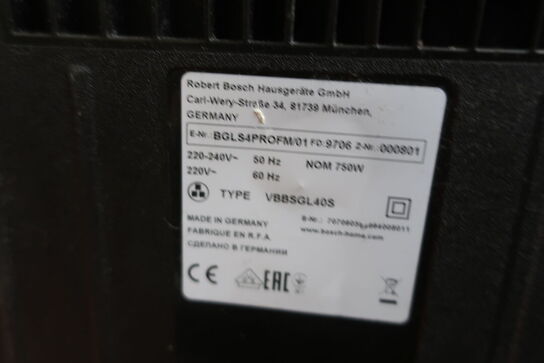 Robert Bosch Hausgeräte GmbH
Carl-Wery-Straße 34, 81739 München,
GERMANY
E-Nr.: BGLS4PROFM/01 FD:9706 Z-Nr.:000801
220-240V~ 50 Hz NOM 750W
220V~ 60 Hz
TYPE VBBSGL40S
MADE IN GERMANY
FABRIQUE EN R.F.A.
СДЕЛАНО В ГЕРМАНИИ
www.bosch-home.com
CE EAC